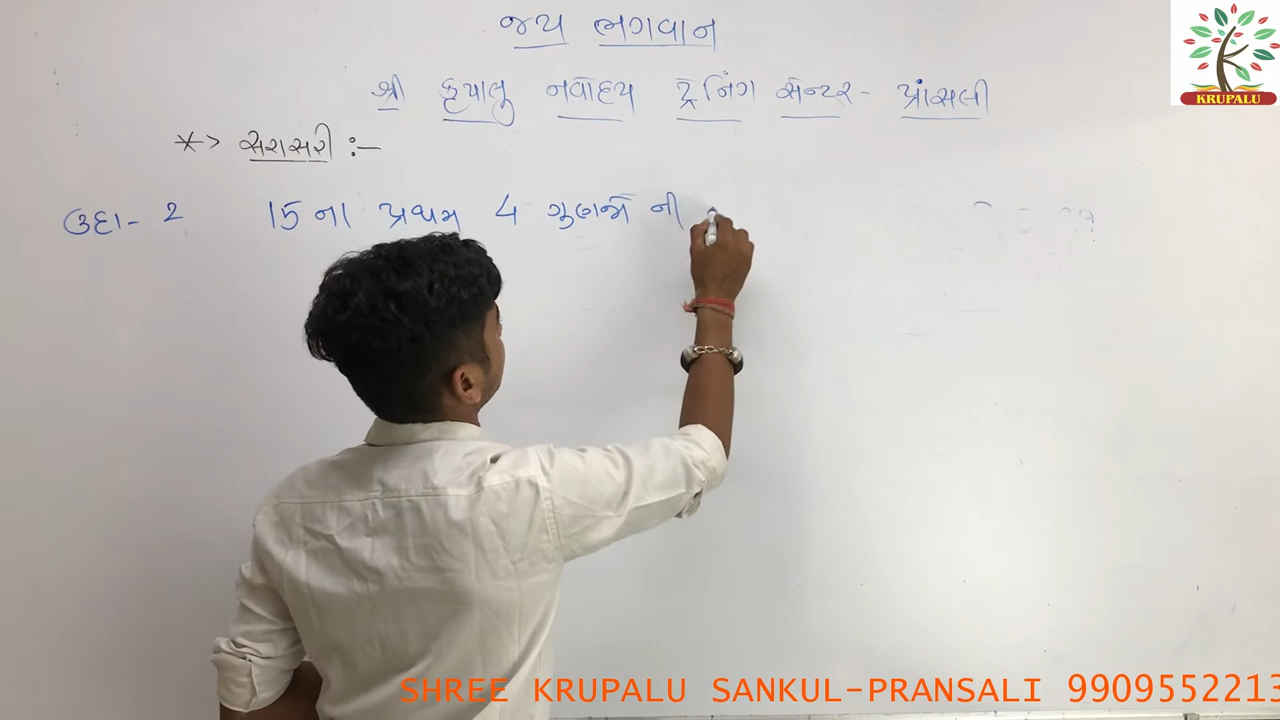 જય ભગવાન
શ્રી કૃપાલુ નવોદય ટ્રેનિંગ સેન્ટર - પ્રાંસલી
*> સરાસરી :-
ઉદા- 2 15 ના પ્રથમ 4 ગુણજો ની
KRUPALU
SHREE KRUPALU SANKUL-PRANSALI 9909552213